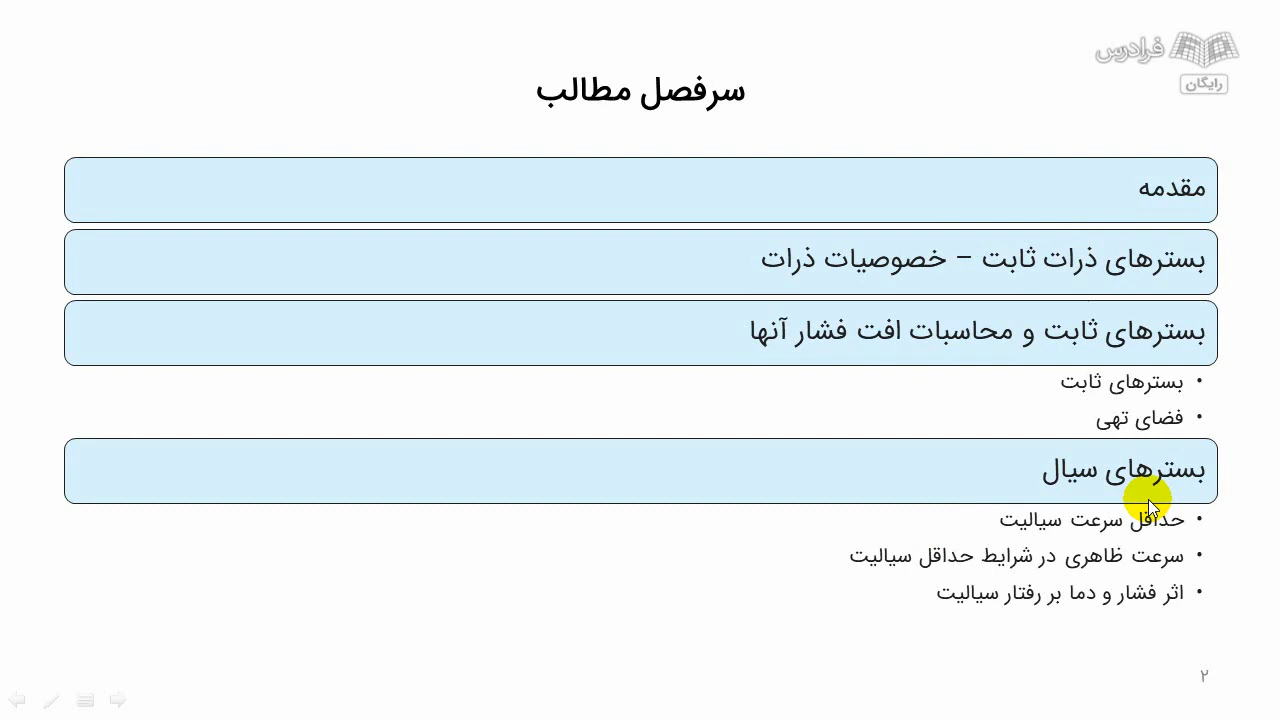 فرادرس
رایگان
سرفصل مطالب
مقدمه
بسترهای ذرات ثابت – خصوصیات ذرات
بسترهای ثابت و محاسبات افت فشار آنها
• بسترهای ثابت
• فضای تهی
بسترهای سیال
• حداقل سرعت سیالیت
• سرعت ظاهری در شرایط حداقل سیالیت
• اثر فشار و دما بر رفتار سیالیت
۲